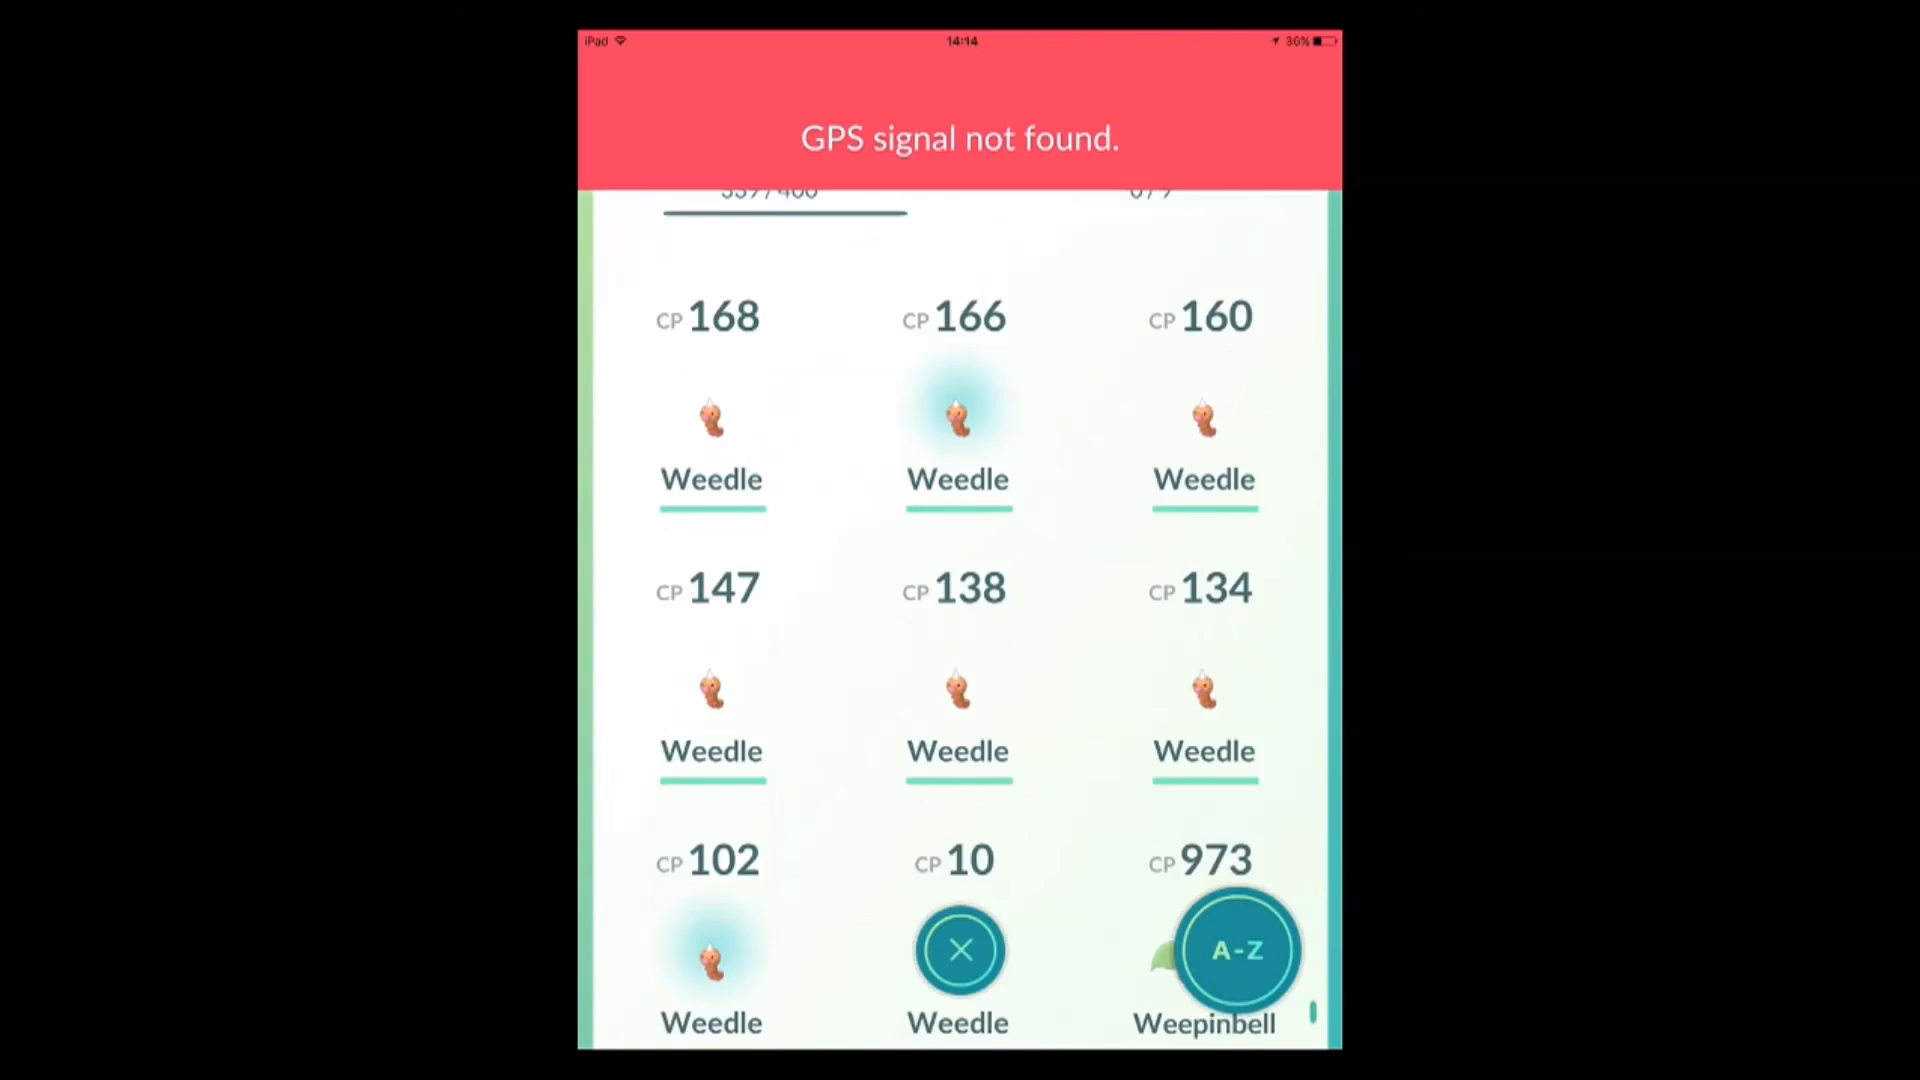 iPad 14:14 36%
GPS signal not found.
CP 168 CP 166 CP 160
Weedle Weedle Weedle
CP 147 CP 138 CP 134
Weedle Weedle Weedle
CP 102 CP 10 CP 973
A-Z
Weedle Weedle Weepinbell